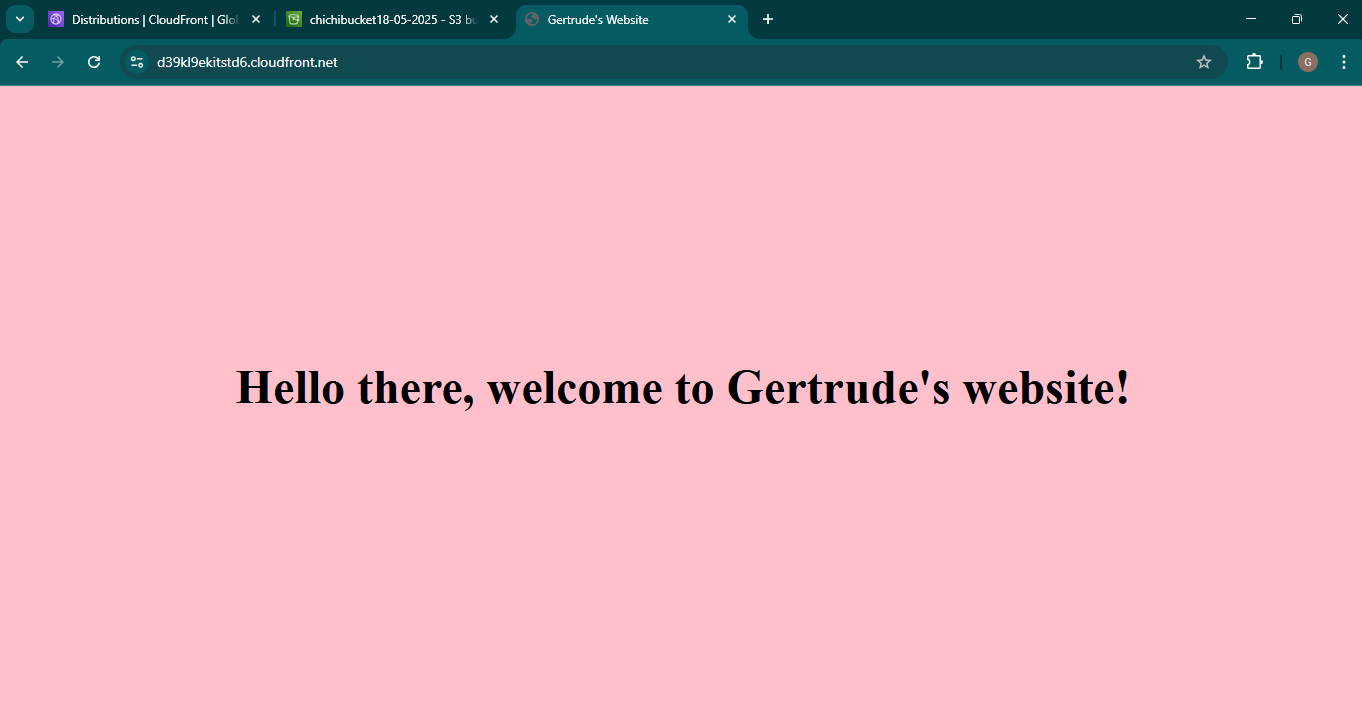 Distributions | CloudFront | Glo
chichibucket18-05-2025 - S3 bu
Gertrude's Website
d39kl9ekitstd6.cloudfront.net
G
Hello there, welcome to Gertrude's website!